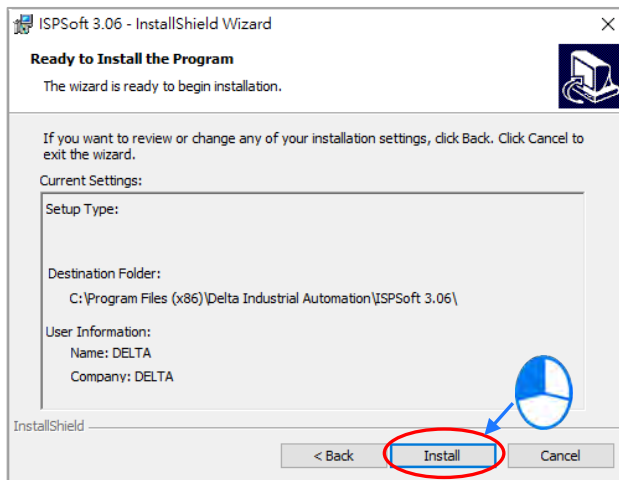 ISPSoft 3.06 - InstallShield Wizard
Ready to Install the Program
The wizard is ready to begin installation.
If you want to review or change any of your installation settings, click Back. Click Cancel to
exit the wizard.
Current Settings:
Setup Type:
Destination Folder:
C:\Program Files (x86)\Delta Industrial Automation\ISPSoft 3.06\
User Information:
Name: DELTA
Company: DELTA
InstallShield
< Back
Install
Cancel